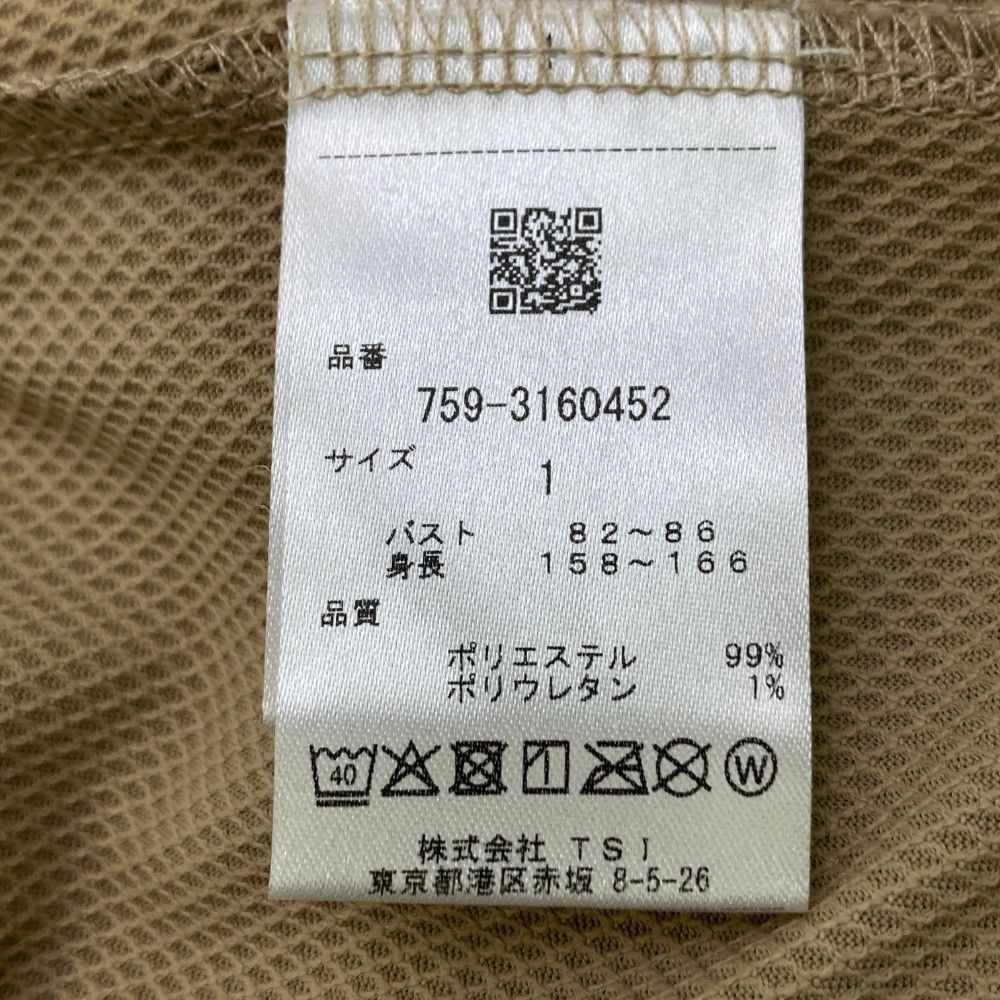 品番
759-3160452
サイズ
1
バスト 82～86
身長 158～166
品質
ポリエステル 99%
ポリウレタン 1%
40 W
株式会社 TSI
東京都港区赤坂 8-5-26